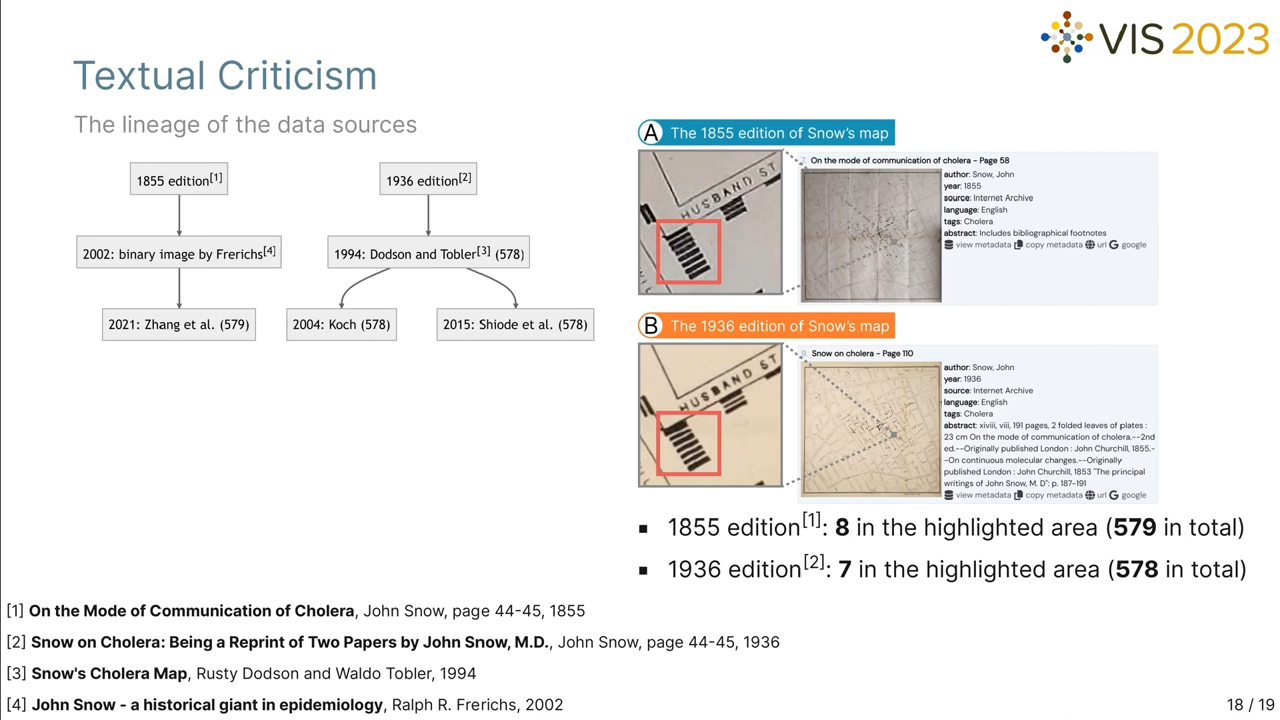 VIS 2023
Textual Criticism
The lineage of the data sources
1855 edition[1]
1936 edition[2]
2002: binary image by Frerichs[4]
1994: Dodson and Tobler[3] (578)
2021: Zhang et al. (579)
2004: Koch (578)
2015: Shiode et al. (578)
A The 1855 edition of Snow's map
HUSBAND ST
On the mode of communication of cholera - Page 58
author: Snow, John
year: 1855
source: Internet Archive
language: English
tags: Cholera
abstract: Includes bibliographical footnotes
view metadata copy metadata url google
B The 1936 edition of Snow's map
HUSBAND ST
9. Snow on cholera - Page 110
author: Snow, John
year: 1936
source: Internet Archive
language: English
tags: Cholera
abstract: xiviii, viii, 191 pages, 2 folded leaves of plates :
23 cm On the mode of communication of cholera.--2nd
ed.--Originally published London : John Churchill, 1855.-
-On continuous molecular changes.--Originally
published London : John Churchill, 1853 "The principal
writings of John Snow, M. D": p. 187-191
view metadata copy metadata url google
▪ 1855 edition[1]: 8 in the highlighted area (579 in total)
▪ 1936 edition[2]: 7 in the highlighted area (578 in total)
[1] On the Mode of Communication of Cholera, John Snow, page 44-45, 1855
[2] Snow on Cholera: Being a Reprint of Two Papers by John Snow, M.D., John Snow, page 44-45, 1936
[3] Snow's Cholera Map, Rusty Dodson and Waldo Tobler, 1994
[4] John Snow - a historical giant in epidemiology, Ralph R. Frerichs, 2002
18 / 19